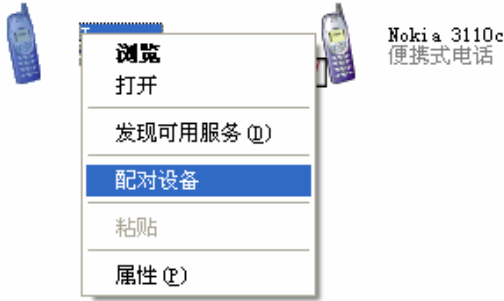 Nokia 3110c
便携式电话
浏览
打开
发现可用服务(D)
配对设备
粘贴
属性(P)